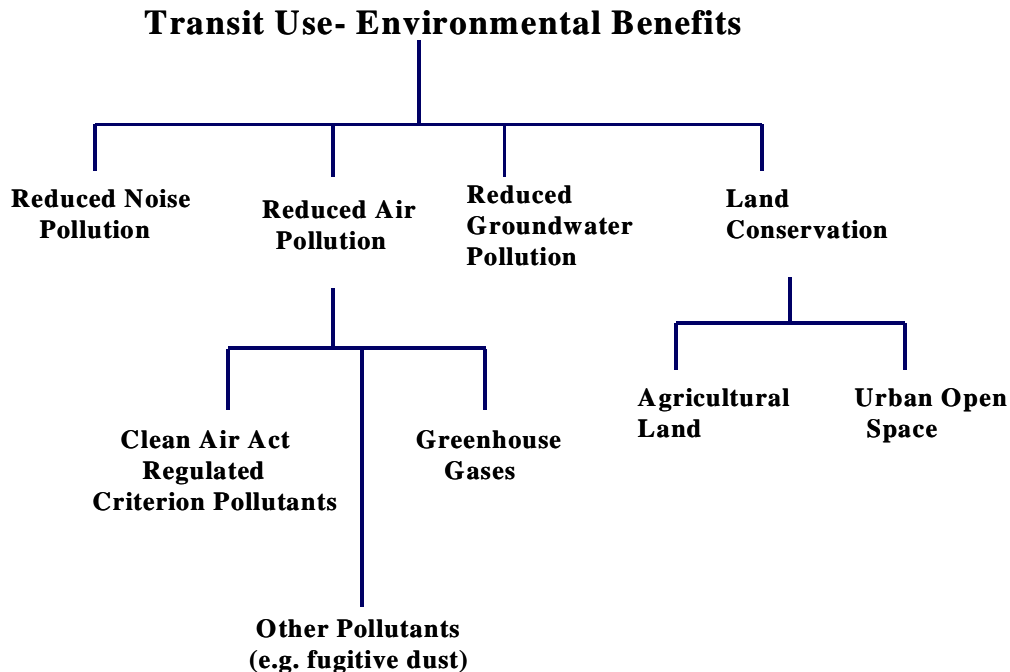 Transit Use- Environmental Benefits
Reduced Noise
Pollution
Reduced Air
Pollution
Reduced
Groundwater
Pollution
Land
Conservation
Clean Air Act
Regulated
Criterion Pollutants
Greenhouse
Gases
Agricultural
Land
Urban Open
Space
Other Pollutants
(e.g. fugitive dust)